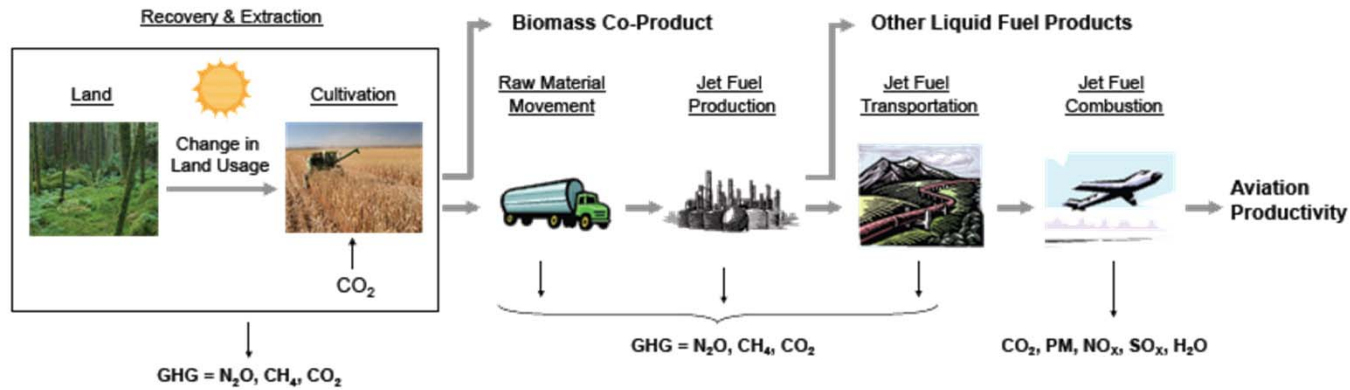 Recovery & Extraction
Land
Change in
Land Usage
Cultivation
CO₂
GHG = N₂O, CH₄, CO₂
Biomass Co-Product
Other Liquid Fuel Products
Raw Material
Movement
Jet Fuel
Production
Jet Fuel
Transportation
Jet Fuel
Combustion
Aviation
Productivity
GHG = N₂O, CH₄, CO₂
CO₂, PM, NOₓ, SOₓ, H₂O